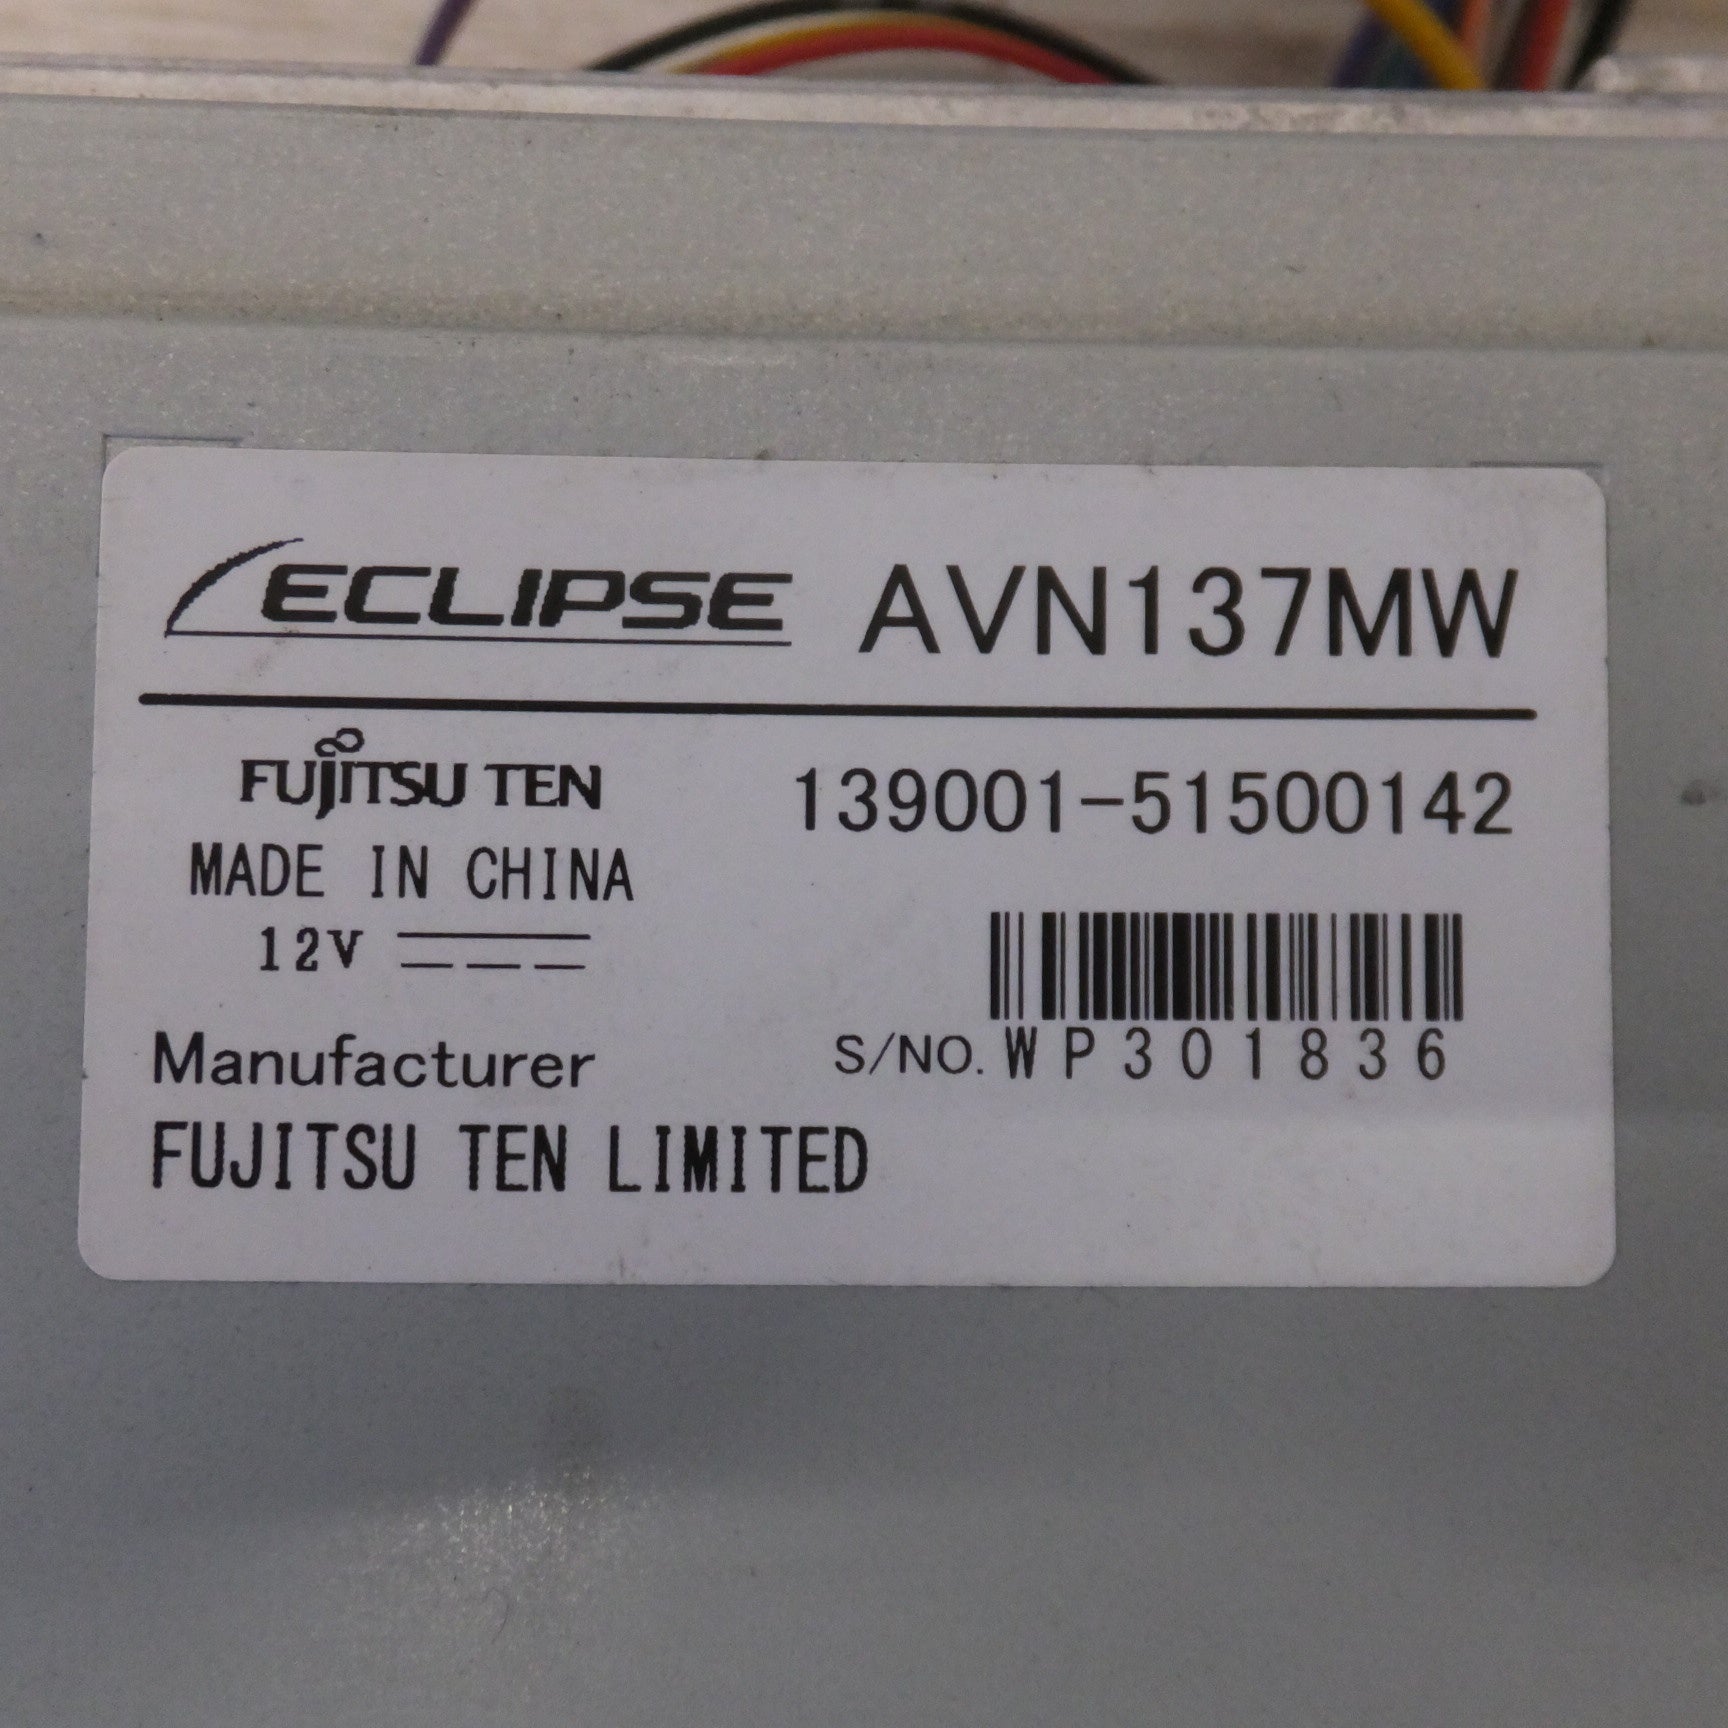 ECLIPSE AVN137MW
FUJITSU TEN 139001-51500142
MADE IN CHINA
12V
S/NO. WP301836
Manufacturer
FUJITSU TEN LIMITED